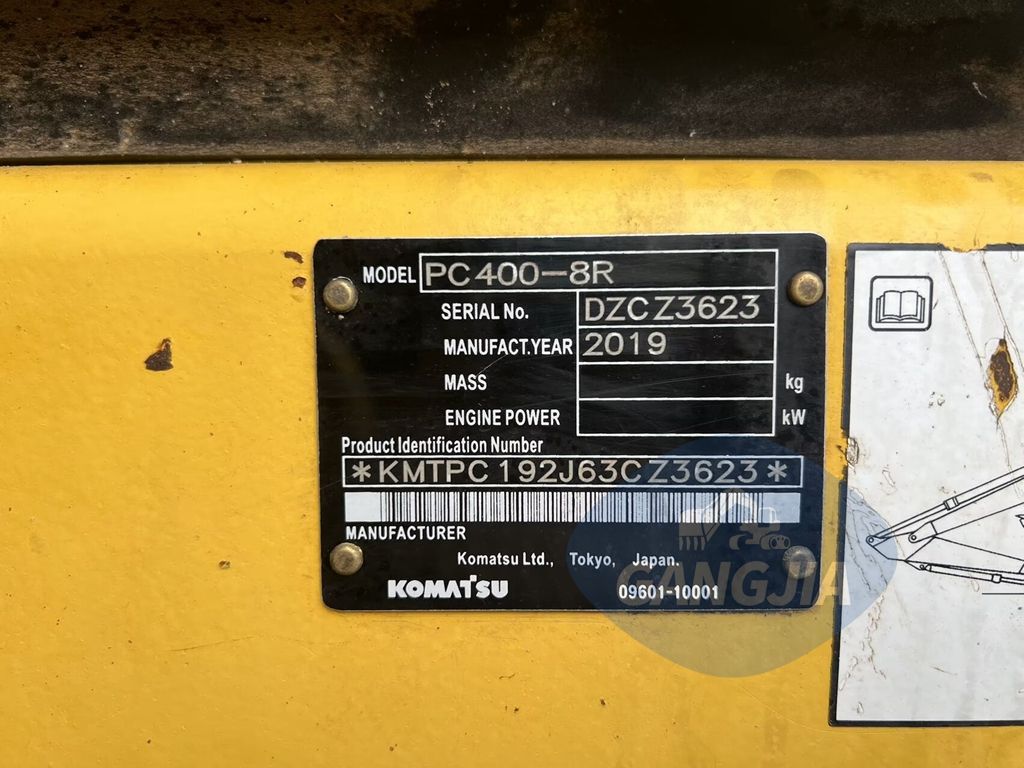 MODEL PC400-8R
SERIAL No. DZCZ3623
MANUFACT.YEAR 2019
MASS kg
ENGINE POWER kW
Product Identification Number
*KMTPC192J63CZ3623*
MANUFACTURER
Komatsu Ltd., Tokyo, Japan.
KOMATSU 09601-10001
GANGJIA